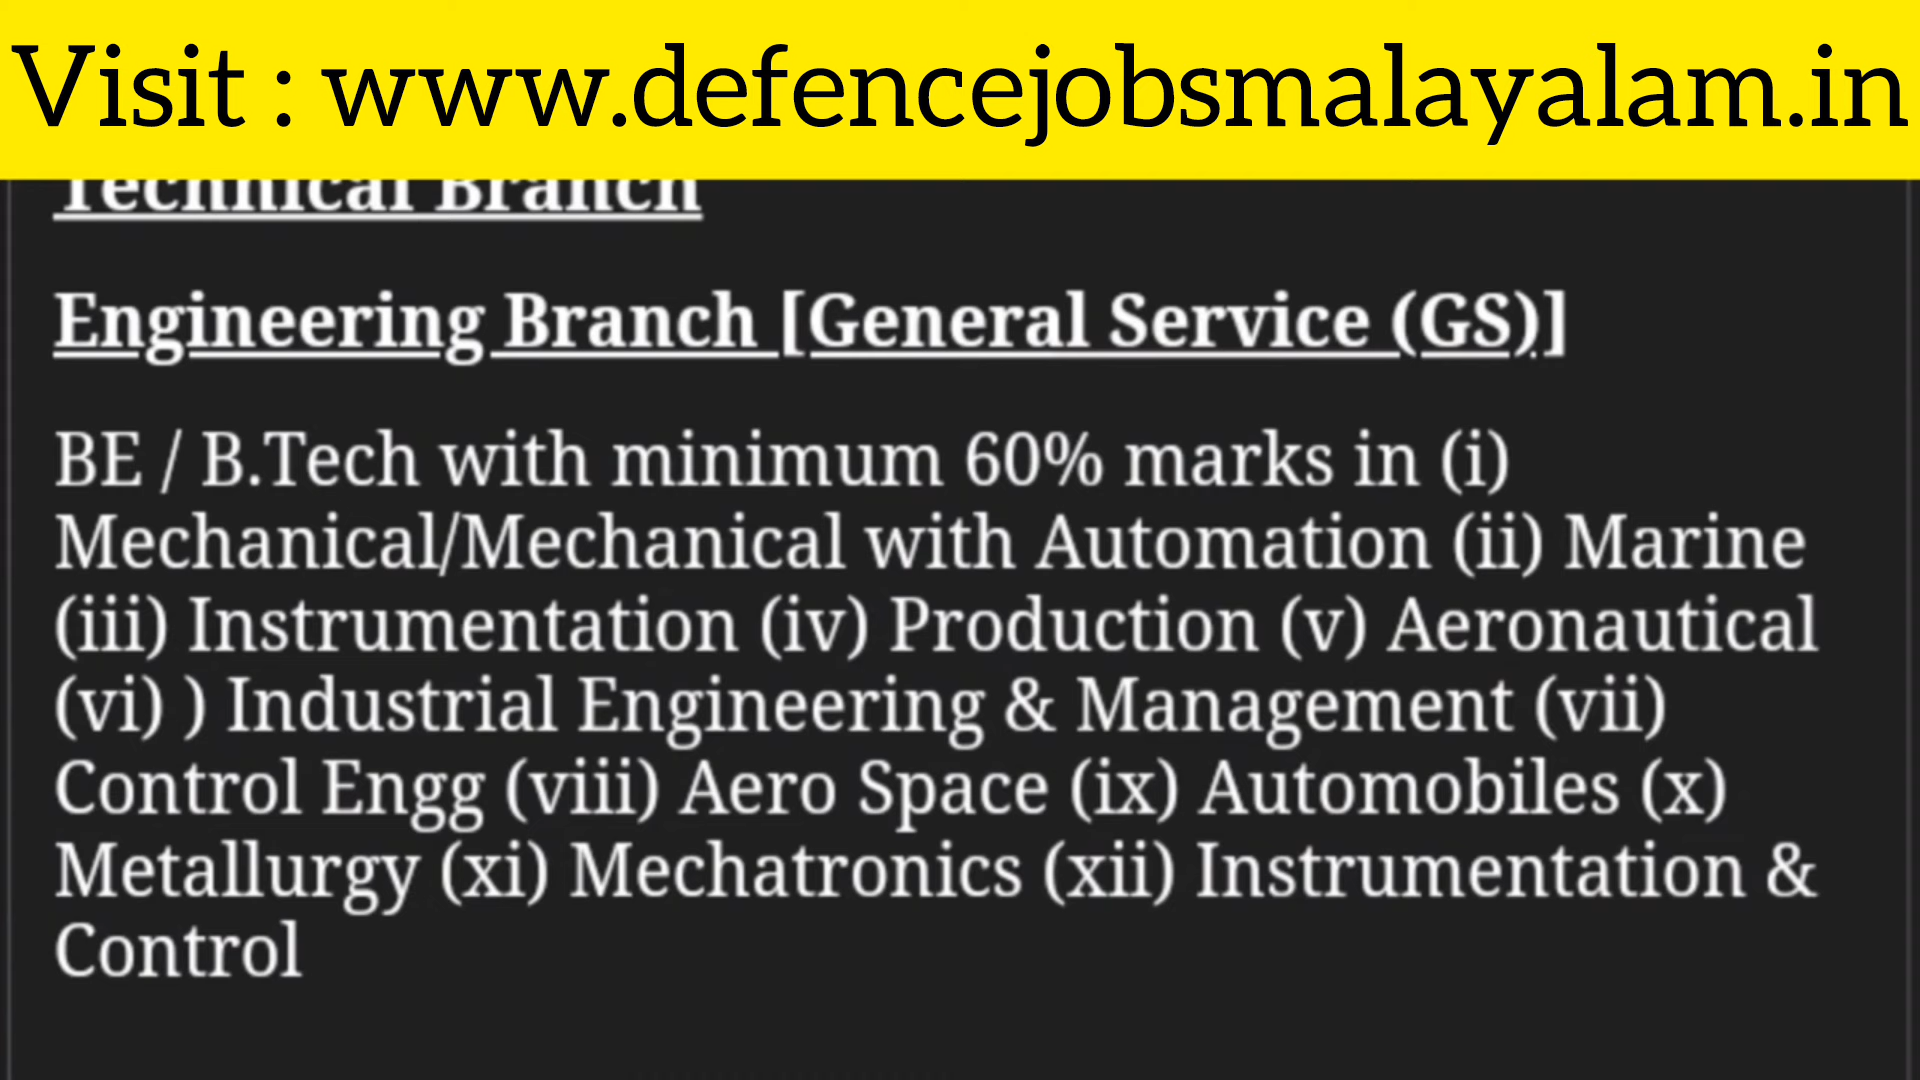 Visit : www.defencejobsmalayalam.in
Technical Branch
Engineering Branch [General Service (GS)]
BE / B.Tech with minimum 60% marks in (i)
Mechanical/Mechanical with Automation (ii) Marine
(iii) Instrumentation (iv) Production (v) Aeronautical
(vi) ) Industrial Engineering & Management (vii)
Control Engg (viii) Aero Space (ix) Automobiles (x)
Metallurgy (xi) Mechatronics (xii) Instrumentation &
Control